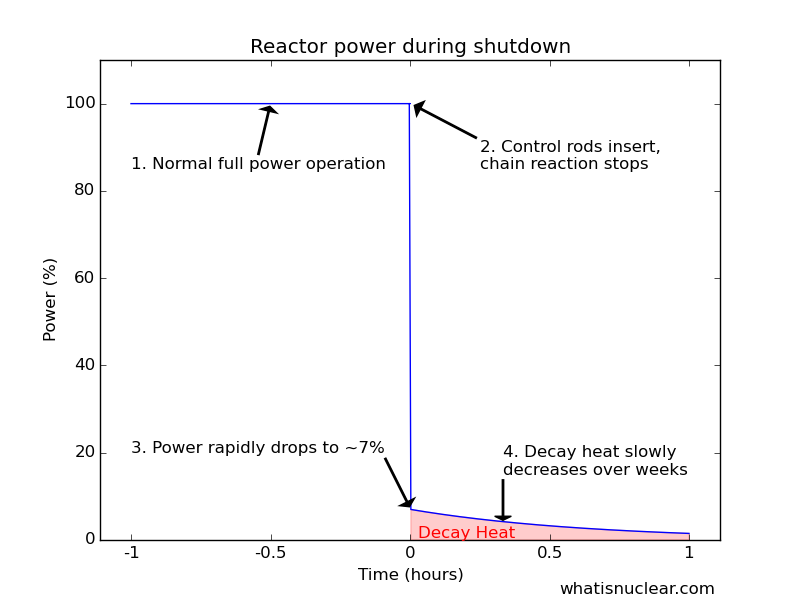 Reactor power during shutdown
100
80
60
40
20
0
Power (%)
1. Normal full power operation
2. Control rods insert,
chain reaction stops
3. Power rapidly drops to ~7%
4. Decay heat slowly
decreases over weeks
Decay Heat
-1
-0.5
0
0.5
1
Time (hours)
whatisnuclear.com